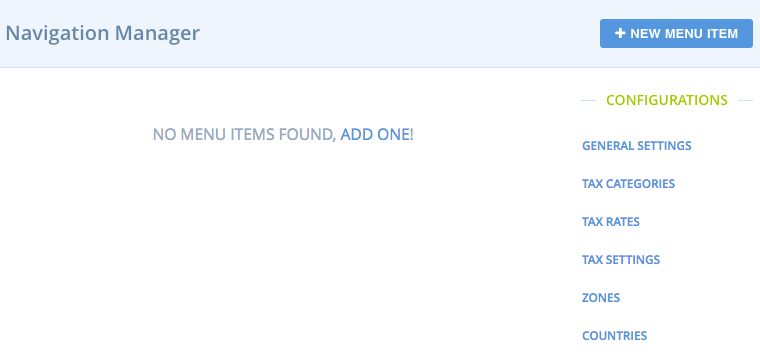 Navigation Manager
+ NEW MENU ITEM
NO MENU ITEMS FOUND, ADD ONE!
CONFIGURATIONS
GENERAL SETTINGS
TAX CATEGORIES
TAX RATES
TAX SETTINGS
ZONES
COUNTRIES